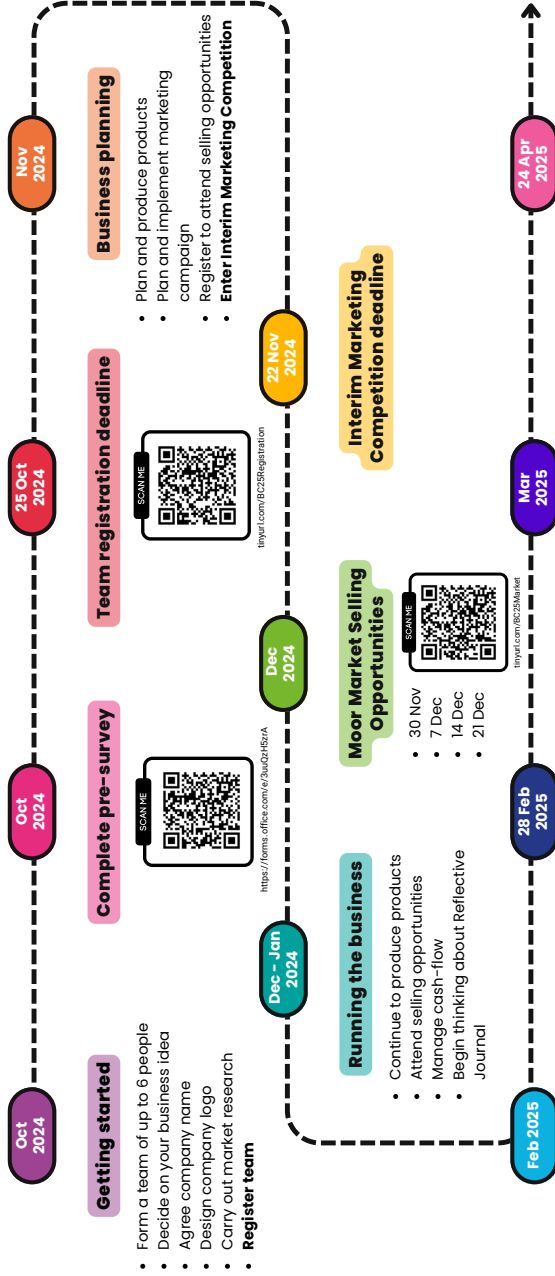 Oct
2024
Getting started
• Form a team of up to 6 people
• Decide on your business idea
• Agree company name
• Design company logo
• Carry out market research
• Register team
Oct
2024
Complete pre-survey
SCAN ME
https://forms.office.com/e/3uuQzH5zrA
25 Oct
2024
Team registration deadline
SCAN ME
tinyurl.com/BC25Registration
Nov
2024
Business planning
• Plan and produce products
• Plan and implement marketing
campaign
• Register to attend selling opportunities
• Enter Interim Marketing Competition
22 Nov
2024
Interim Marketing
Competition deadline
Dec
2024
Moor Market Selling
Opportunities
• 30 Nov
• 7 Dec
• 14 Dec
• 21 Dec
SCAN ME
tinyurl.com/BC25Market
Dec - Jan
2024
Running the business
• Continue to produce products
• Attend selling opportunities
• Manage cash-flow
• Begin thinking about Reflective
Journal
Feb 2025
28 Feb
2025
Mar
2025
24 Apr
2025